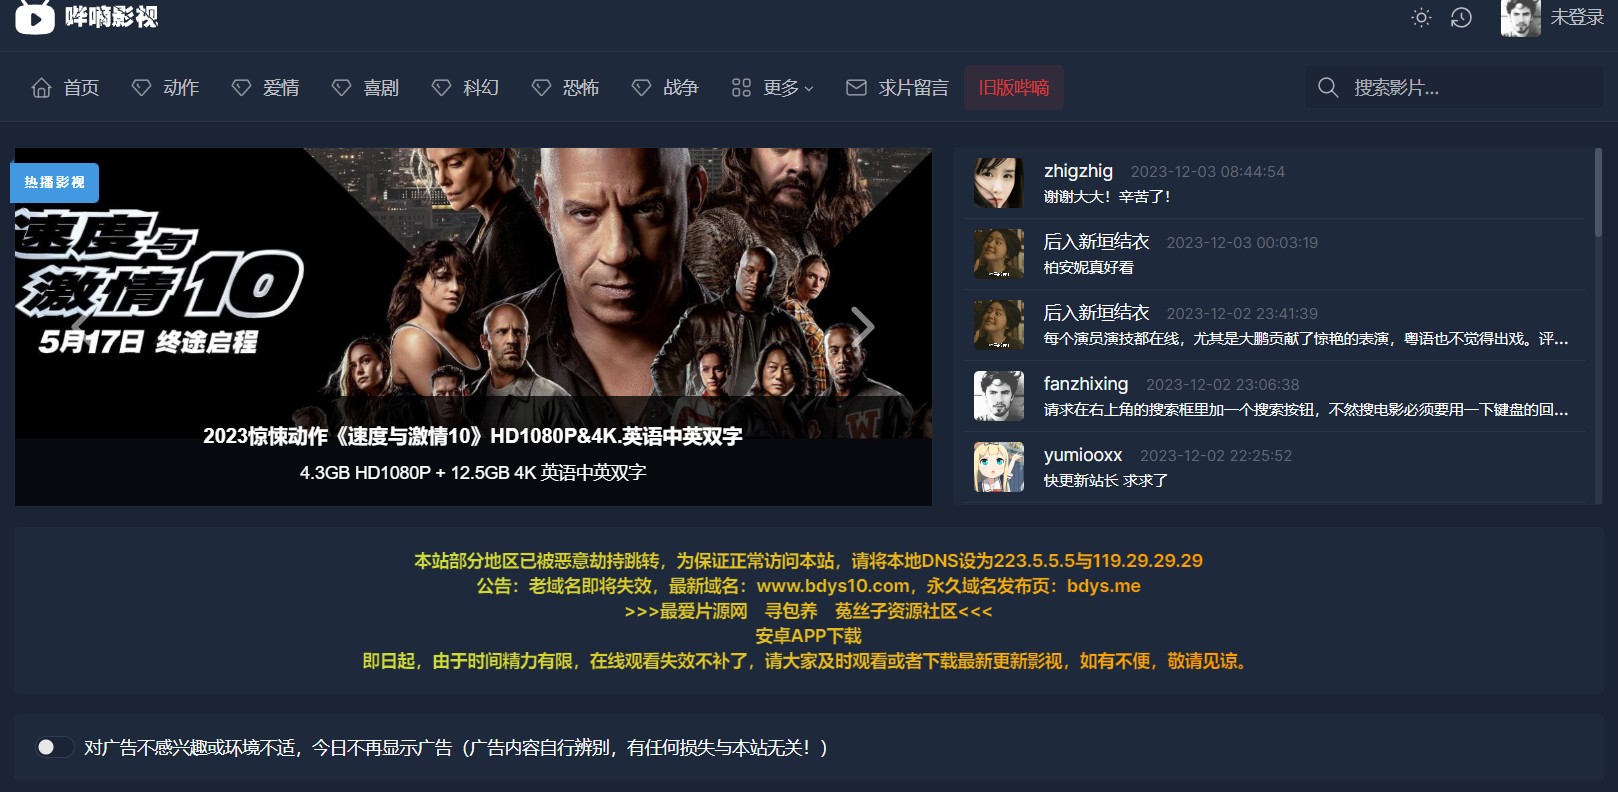 哔嘀影视
未登录
首页 动作 爱情 喜剧 科幻 恐怖 战争 更多 求片留言 旧版哔嘀 搜索影片...
热播影视
速度与
激情10
5月17日 终途启程
2023惊悚动作《速度与激情10》HD1080P&4K.英语中英双字
4.3GB HD1080P + 12.5GB 4K 英语中英双字
zhigzhig 2023-12-03 08:44:54
谢谢大大！辛苦了！
后入新垣结衣 2023-12-03 00:03:19
柏安妮真好看
后入新垣结衣 2023-12-02 23:41:39
每个演员演技都在线，尤其是大鹏贡献了惊艳的表演，粤语也不觉得出戏。评...
fanzhixing 2023-12-02 23:06:38
请求在右上角的搜索框里加一个搜索按钮，不然搜电影必须要用一下键盘的回...
yumiooxx 2023-12-02 22:25:52
快更新站长 求求了
本站部分地区已被恶意劫持跳转，为保证正常访问本站，请将本地DNS设为223.5.5.5与119.29.29.29
公告：老域名即将失效，最新域名：www.bdys10.com，永久域名发布页：bdys.me
>>>最爱片源网 寻包养 菟丝子资源社区<<<
安卓APP下载
即日起，由于时间精力有限，在线观看失效不补了，请大家及时观看或者下载最新更新影视，如有不便，敬请见谅。
对广告不感兴趣或环境不适，今日不再显示广告（广告内容自行辨别，有任何损失与本站无关！）